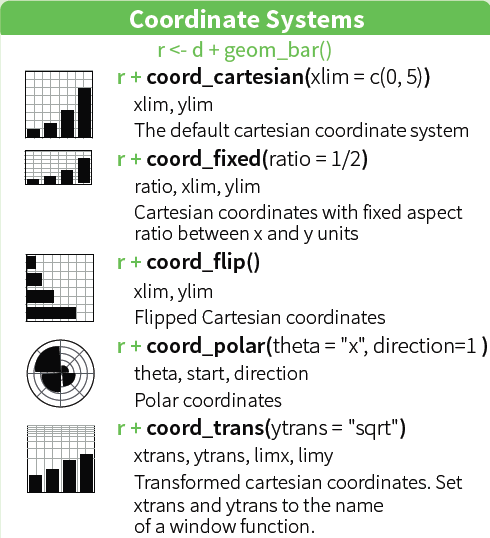 Coordinate Systems
r <- d + geom_bar()
r + coord_cartesian(xlim = c(0, 5))
xlim, ylim
The default cartesian coordinate system
r + coord_fixed(ratio = 1/2)
ratio, xlim, ylim
Cartesian coordinates with fixed aspect
ratio between x and y units
r + coord_flip()
xlim, ylim
Flipped Cartesian coordinates
r + coord_polar(theta = "x", direction=1 )
theta, start, direction
Polar coordinates
r + coord_trans(ytrans = "sqrt")
xtrans, ytrans, limx, limy
Transformed cartesian coordinates. Set
xtrans and ytrans to the name
of a window function.